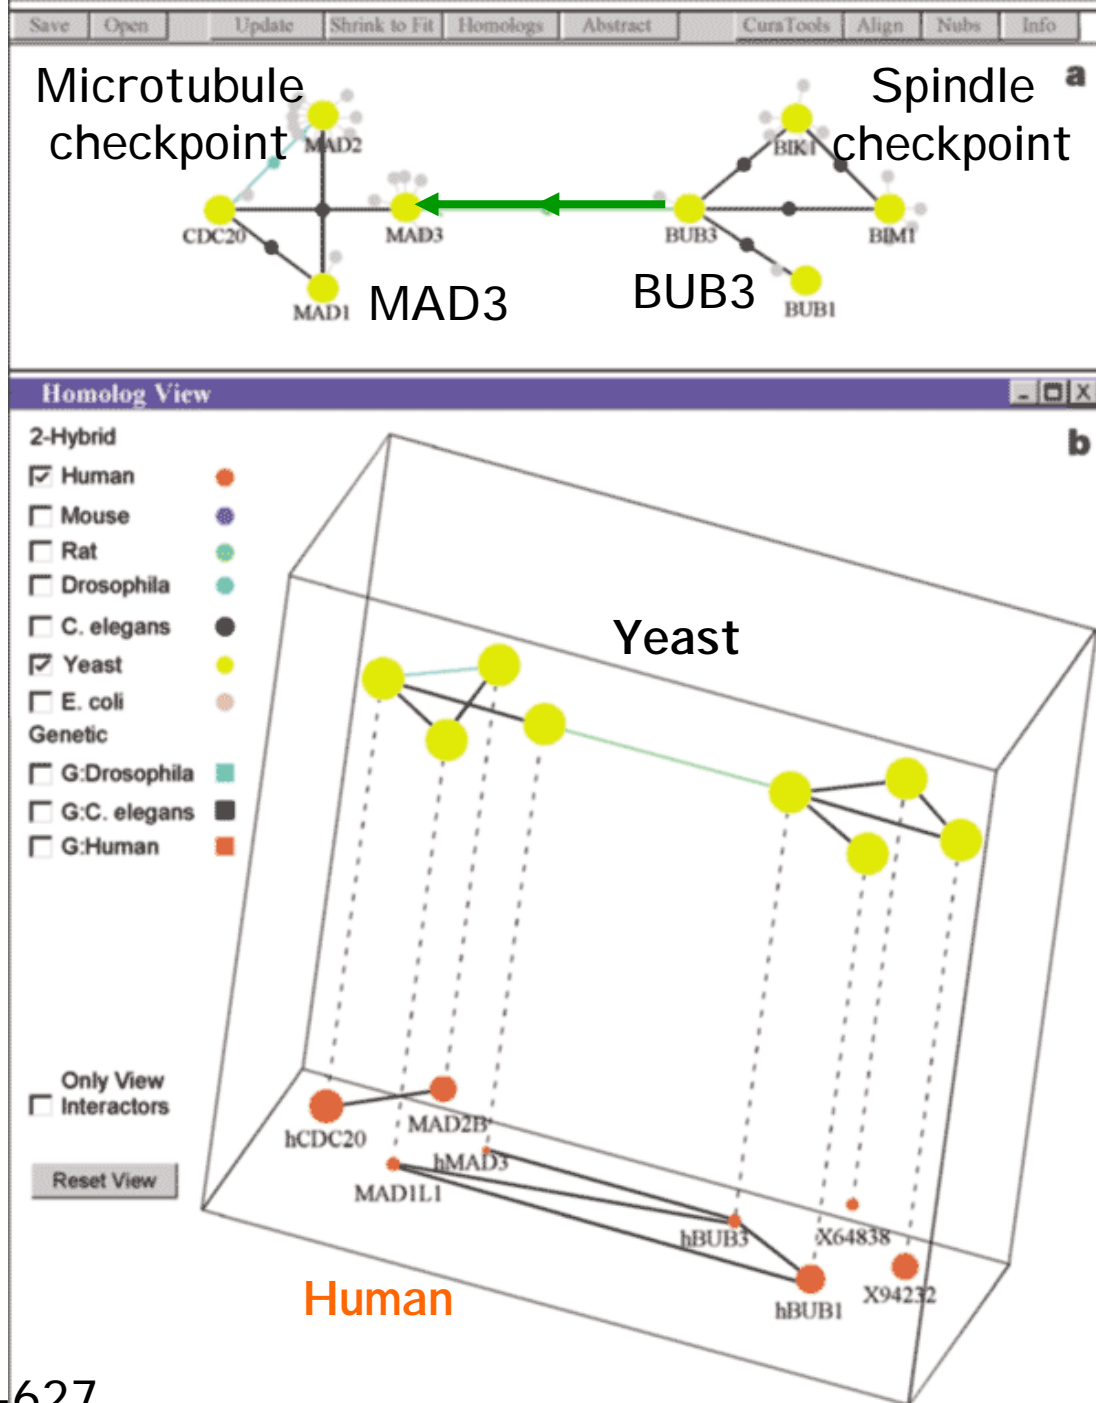 Save Open Update Shrink to Fit Homologs Abstract CuraTools Align Nubs Info
a
Microtubule
checkpoint
Spindle
checkpoint
MAD2
BIK1
CDC20
MAD3
BUB3
BIM1
MAD1
MAD3
BUB3
BUB1
Homolog View
b
2-Hybrid
Human
Mouse
Rat
Drosophila
C. elegans
Yeast
E. coli
Genetic
G:Drosophila
G:C. elegans
G:Human
Yeast
Only View
Interactors
Reset View
hCDC20
MAD2B
hMAD3
MAD1L1
hBUB3
X64838
hBUB1
X94232
Human
-627